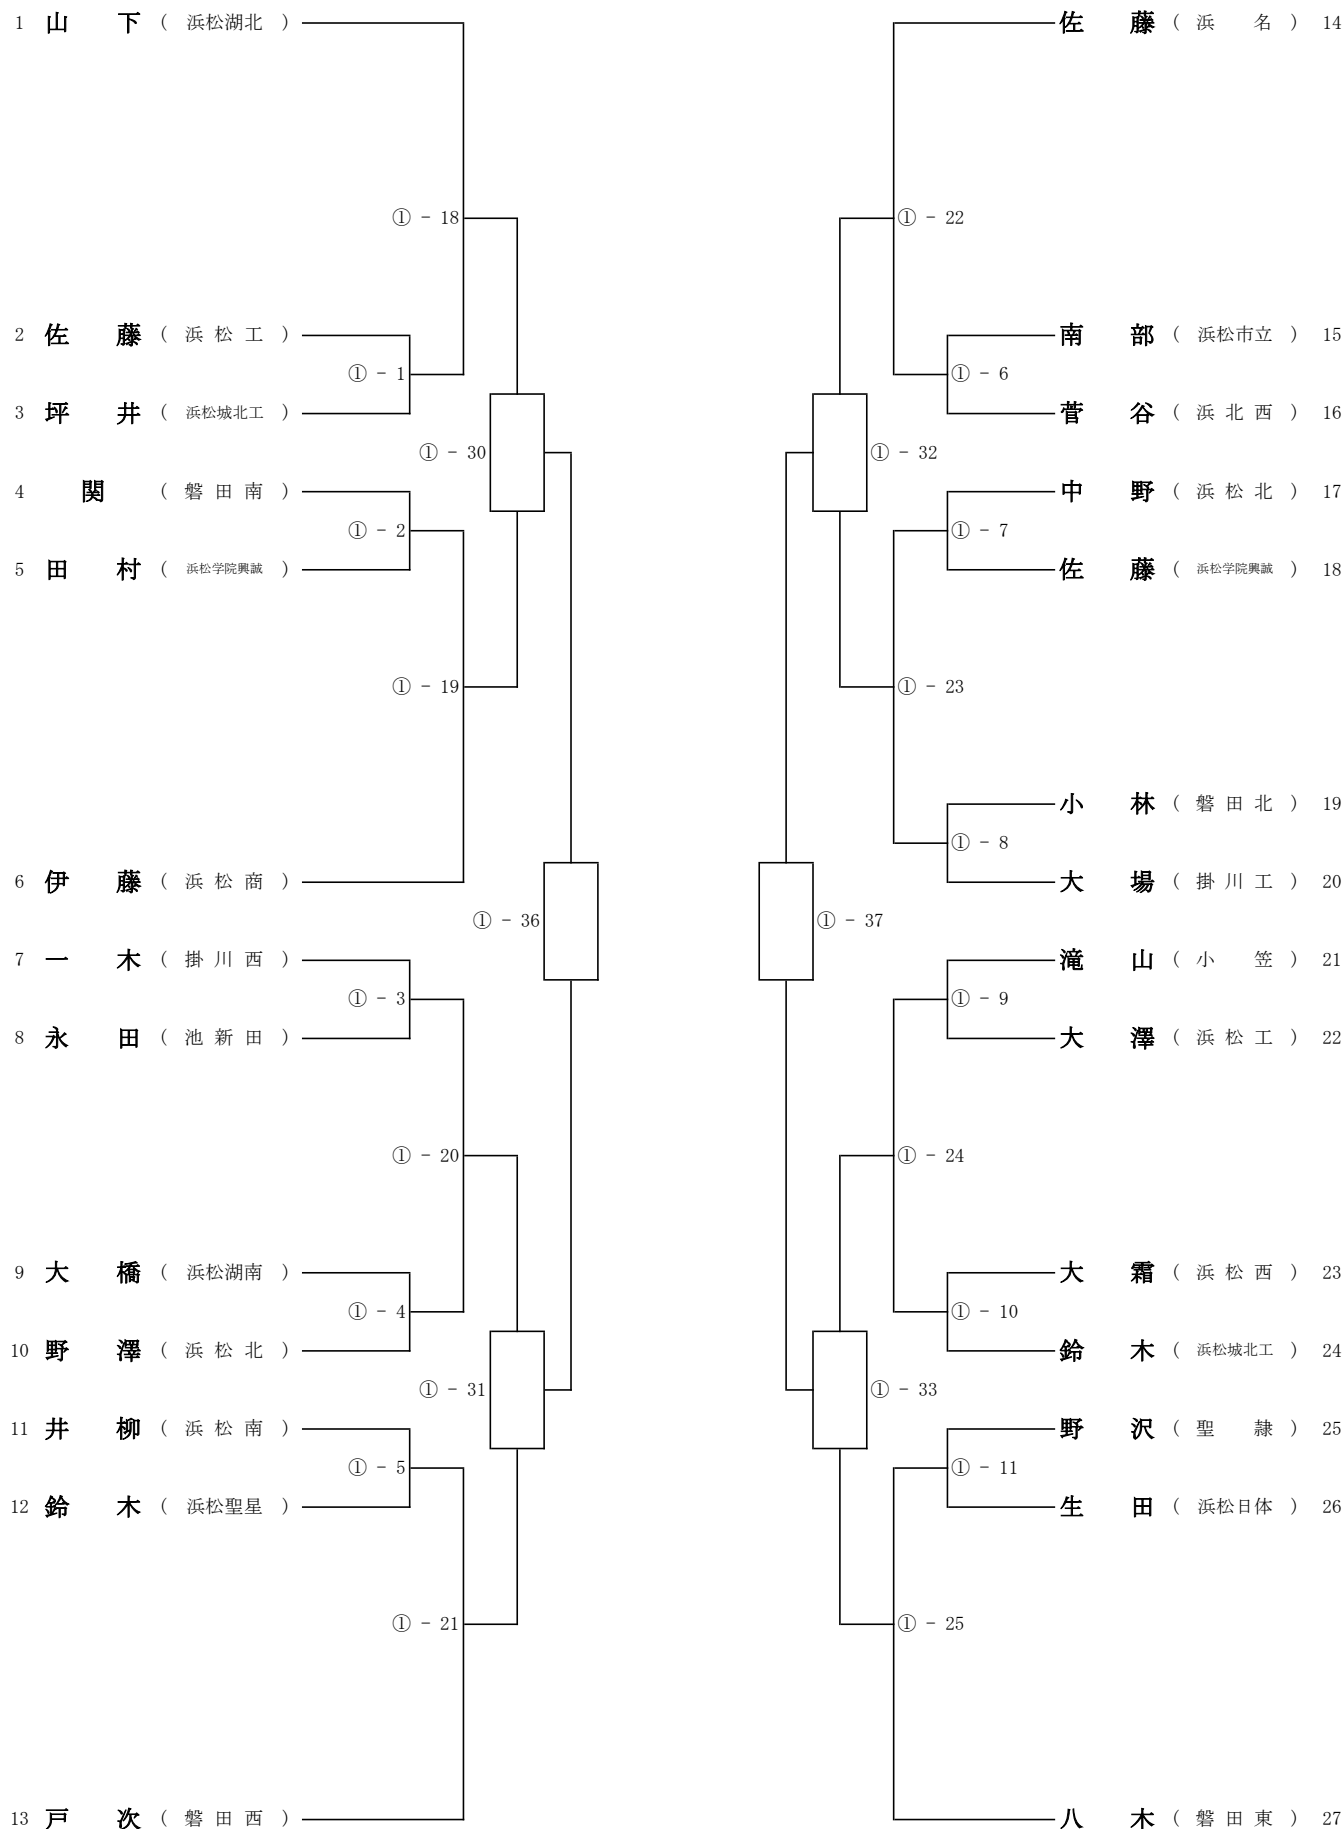 1 山下 ( 浜松湖北 )
① - 18
2 佐藤 ( 浜松工 )
① - 1
3 坪井 ( 浜松城北工 )
① - 30
4 関 ( 磐田南 )
① - 2
5 田村 ( 浜松学院興誠 )
① - 19
6 伊藤 ( 浜松商 )
① - 36
7 一木 ( 掛川西 )
① - 3
8 永田 ( 池新田 )
① - 20
9 大橋 ( 浜松湖南 )
① - 4
10 野澤 ( 浜松北 )
① - 31
11 井柳 ( 浜松南 )
① - 5
12 鈴木 ( 浜松聖星 )
① - 21
13 戸次 ( 磐田西 )
佐藤 ( 浜名 ) 14
① - 22
南部 ( 浜松市立 ) 15
① - 6
菅谷 ( 浜北西 ) 16
① - 32
中野 ( 浜松北 ) 17
① - 7
佐藤 ( 浜松学院興誠 ) 18
① - 23
小林 ( 磐田北 ) 19
① - 8
大場 ( 掛川工 ) 20
① - 37
滝山 ( 小笠 ) 21
① - 9
大澤 ( 浜松工 ) 22
① - 24
大霜 ( 浜松西 ) 23
① - 10
鈴木 ( 浜松城北工 ) 24
① - 33
野沢 ( 聖隷 ) 25
① - 11
生田 ( 浜松日体 ) 26
① - 25
八木 ( 磐田東 ) 27